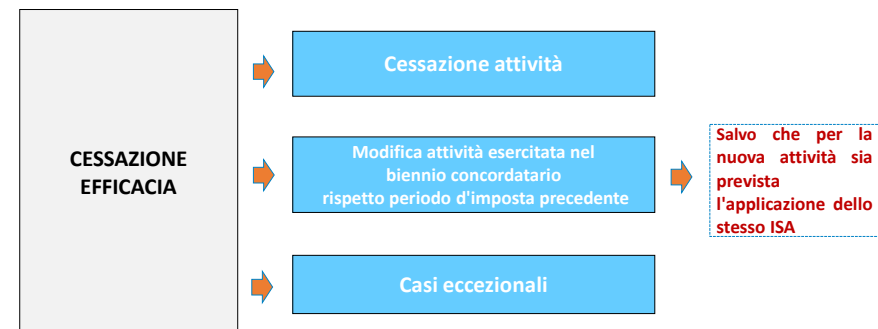 Cessazione attività
CESSAZIONE
EFFICACIA
Modifica attività esercitata nel
biennio concordatario
rispetto periodo d'imposta precedente
Salvo che per la
nuova attività sia
prevista
l'applicazione dello
stesso ISA
Casi eccezionali